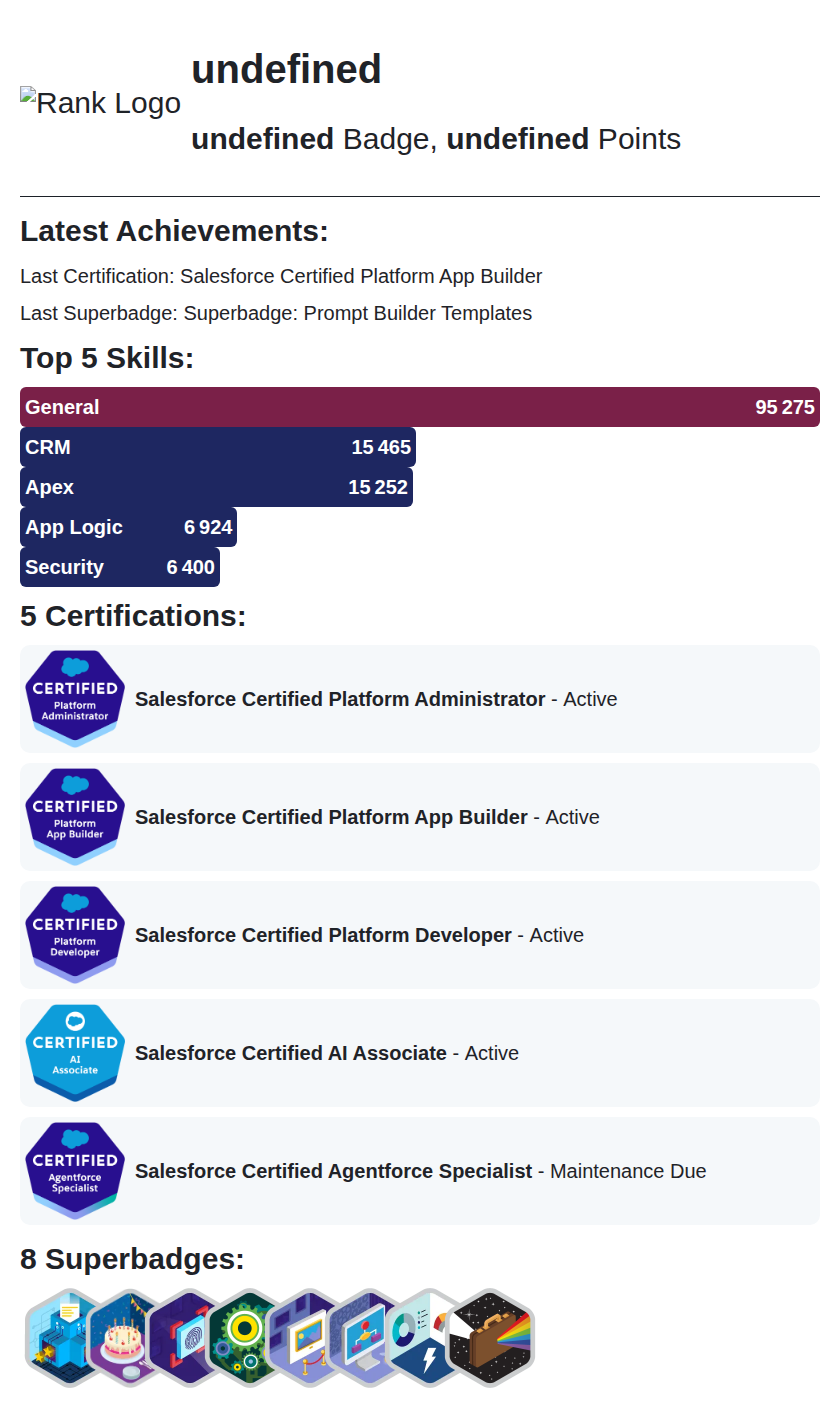 undefined
Rank Logo
undefined Badge, undefined Points
Latest Achievements:
Last Certification: Salesforce Certified Platform App Builder
Last Superbadge: Superbadge: Prompt Builder Templates
Top 5 Skills:
General 95 275
CRM 15 465
Apex 15 252
App Logic 6 924
Security 6 400
5 Certifications:
CERTIFIED
Platform
Administrator
Salesforce Certified Platform Administrator - Active
CERTIFIED
Platform
App Builder
Salesforce Certified Platform App Builder - Active
CERTIFIED
Platform
Developer
Salesforce Certified Platform Developer - Active
CERTIFIED
AI
Associate
Salesforce Certified AI Associate - Active
CERTIFIED
Agentforce
Specialist
Salesforce Certified Agentforce Specialist - Maintenance Due
8 Superbadges: